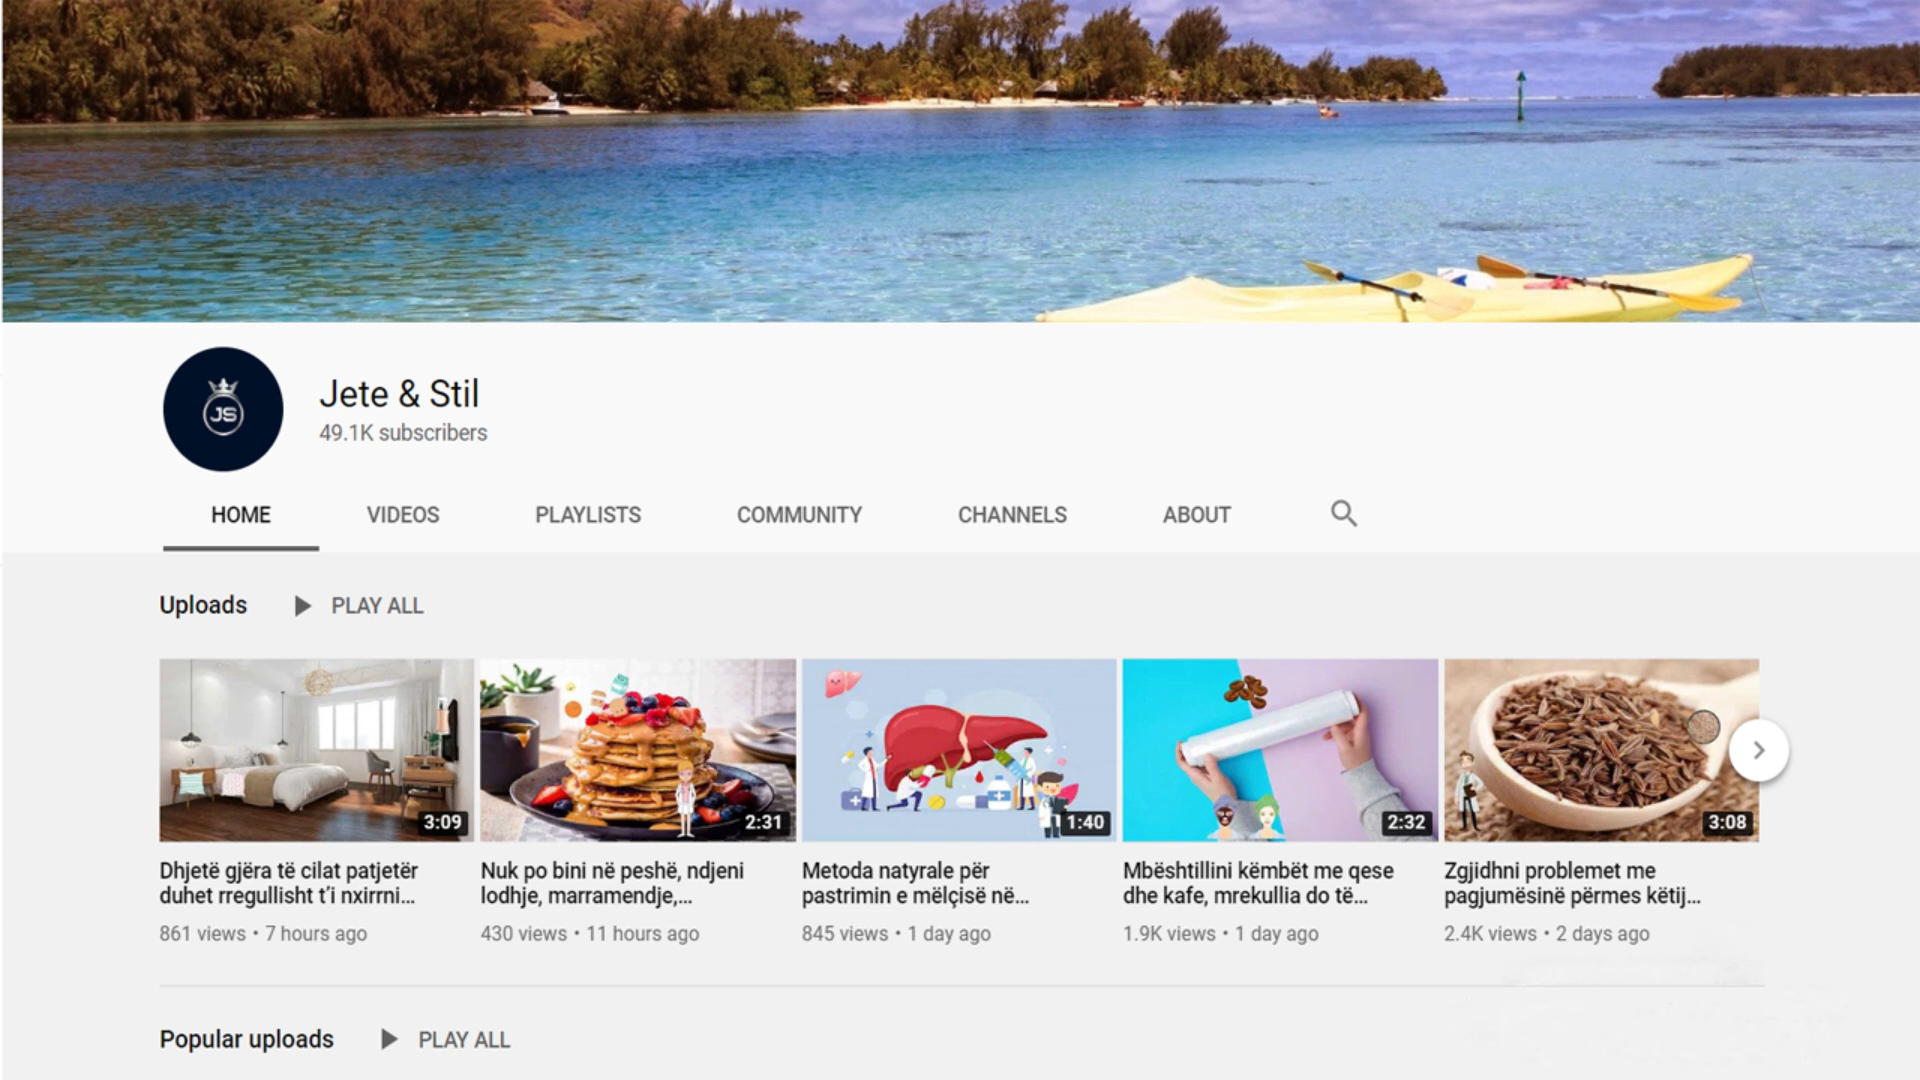 JS
Jete & Stil
49.1K subscribers
HOME VIDEOS PLAYLISTS COMMUNITY CHANNELS ABOUT
Uploads PLAY ALL
3:09 2:31 1:40 2:32 3:08
Dhjetë gjëra të cilat patjetër
duhet rregullisht t'i nxirrni...
861 views • 7 hours ago
Nuk po bini në peshë, ndjeni
lodhje, marramendje,...
430 views • 11 hours ago
Metoda natyrale për
pastrimin e mëlçisë në...
845 views • 1 day ago
Mbështillini këmbët me qese
dhe kafe, mrekullia do të...
1.9K views • 1 day ago
Zgjidhni problemet me
pagjumësinë përmes këtij...
2.4K views • 2 days ago
Popular uploads PLAY ALL